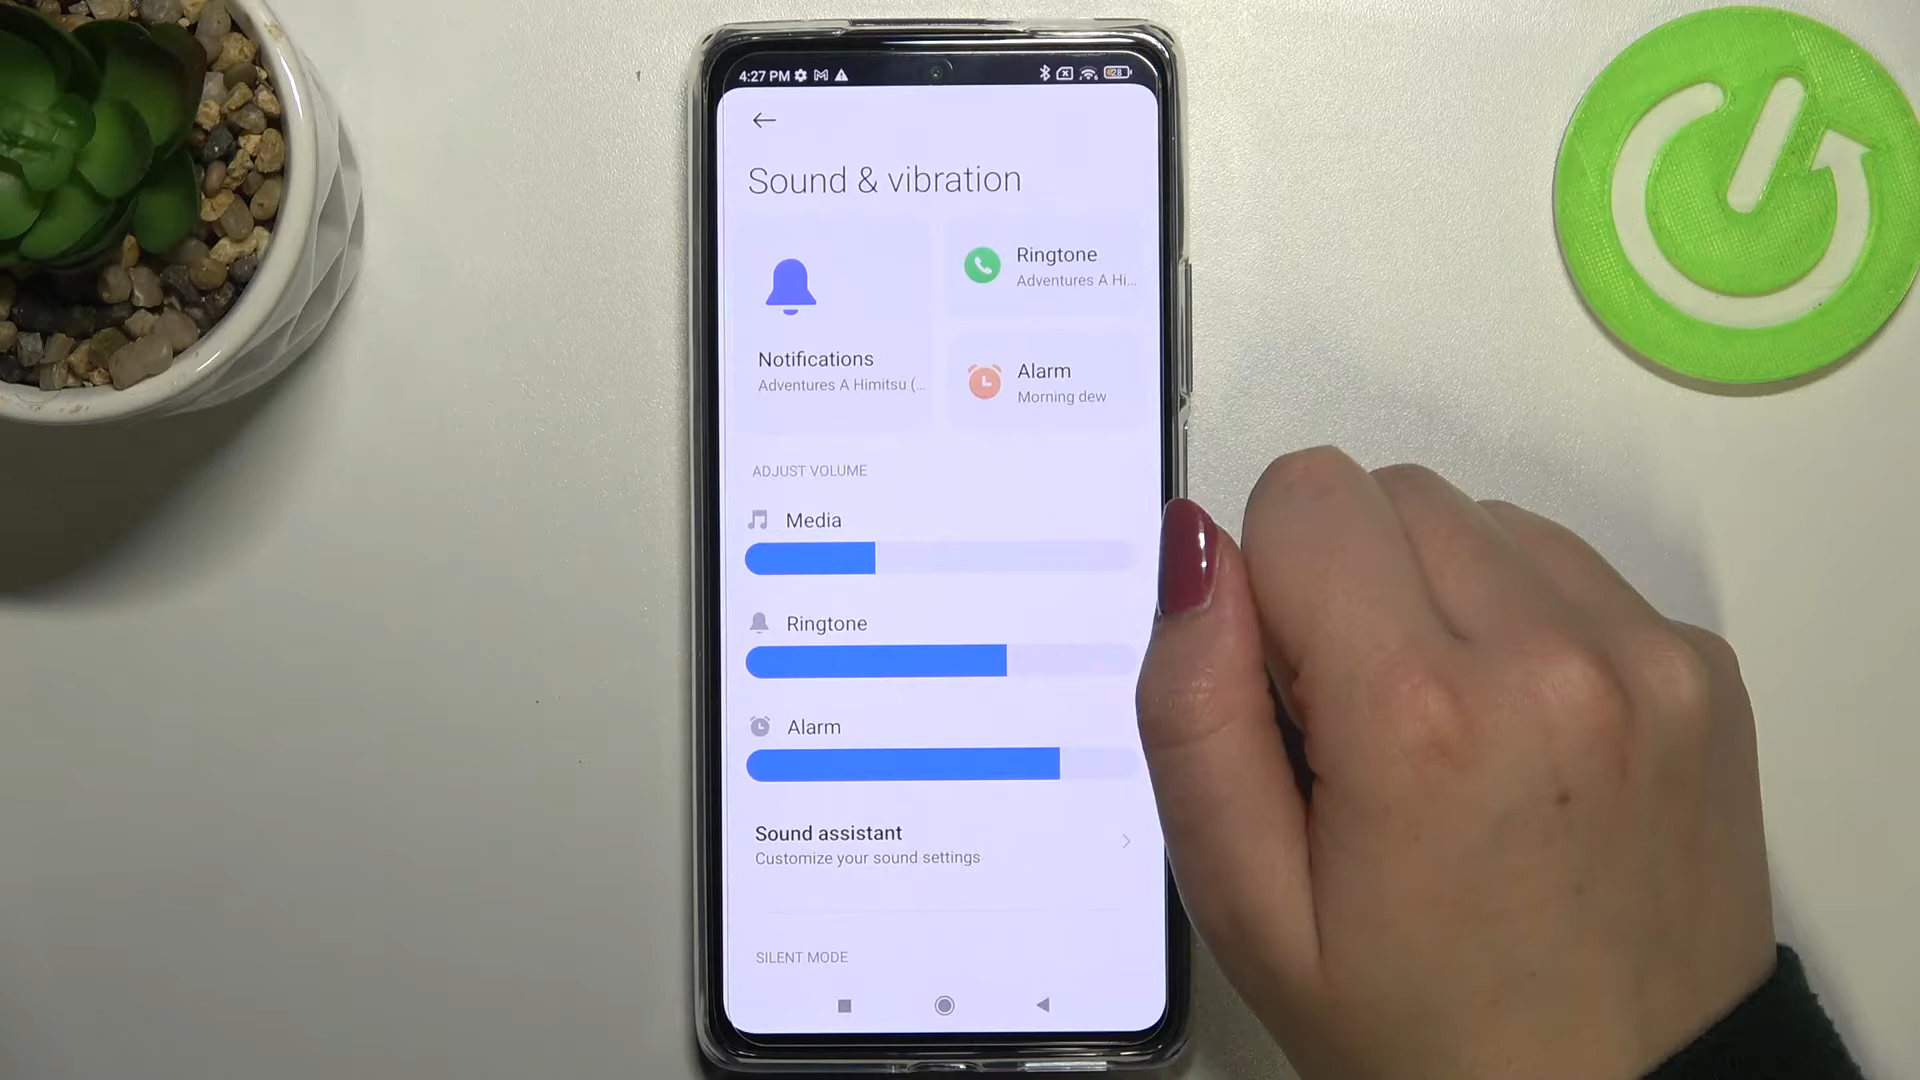 4:27 PM
28
Sound & vibration
Ringtone
Adventures A Hi...
Notifications
Adventures A Himitsu (...
Alarm
Morning dew
ADJUST VOLUME
Media
Ringtone
Alarm
Sound assistant
Customize your sound settings
SILENT MODE